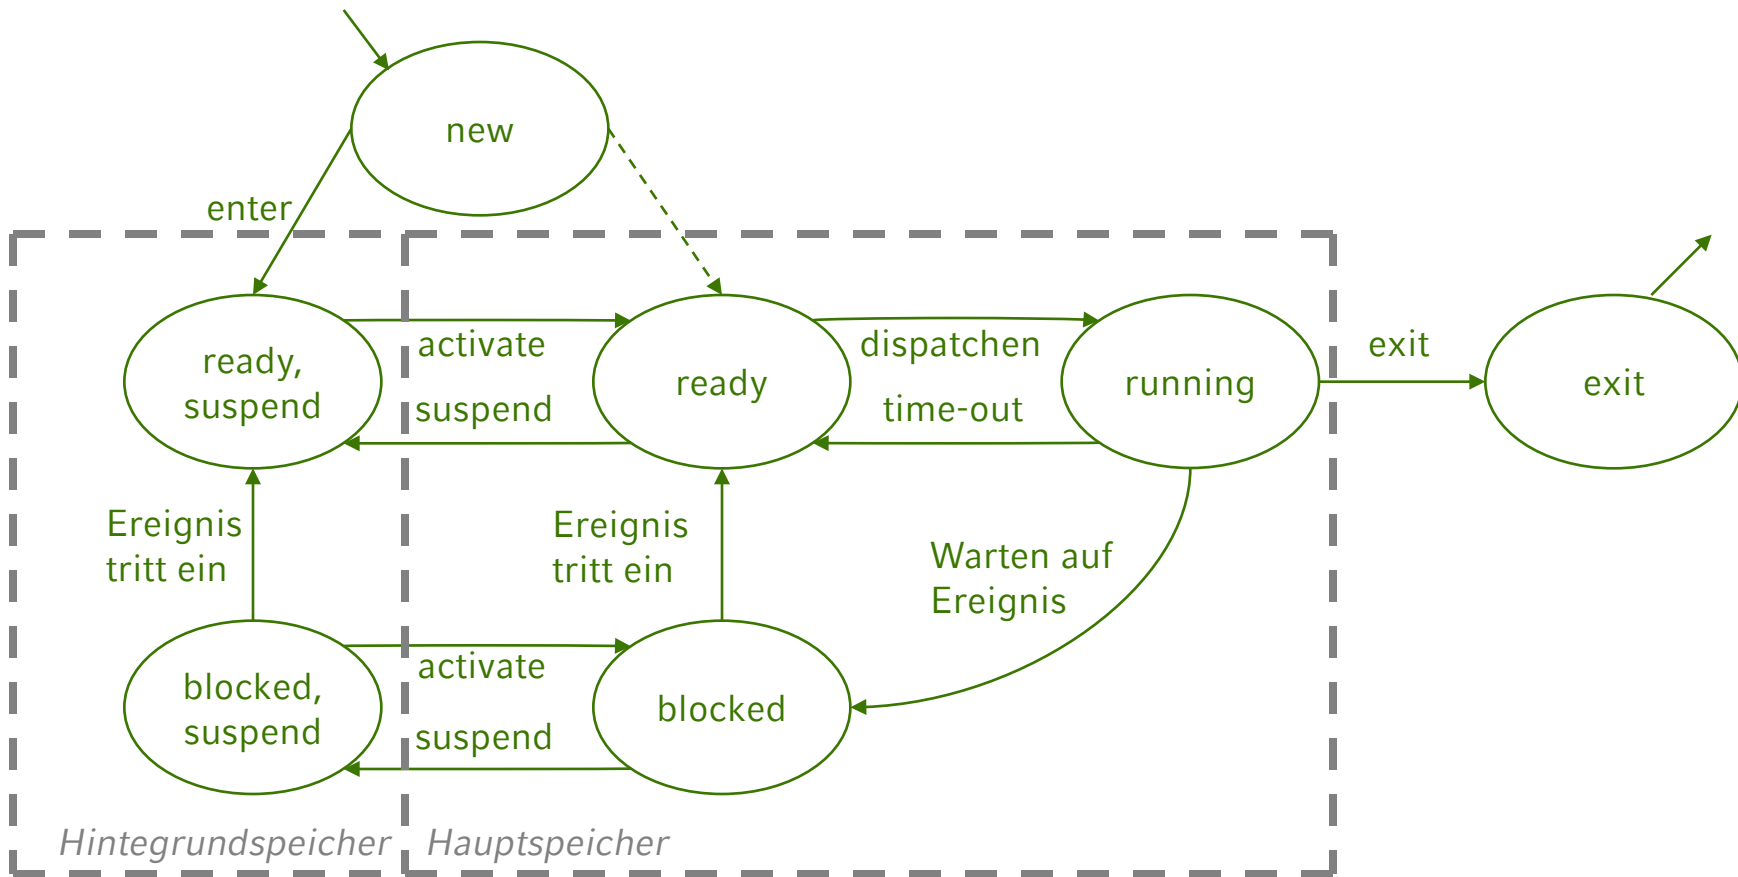 new
enter
ready,
suspend
activate
suspend
ready
dispatchen
time-out
running
exit
exit
Ereignis
tritt ein
Ereignis
tritt ein
Warten auf
Ereignis
blocked,
suspend
activate
suspend
blocked
Hintegrundspeicher
Hauptspeicher